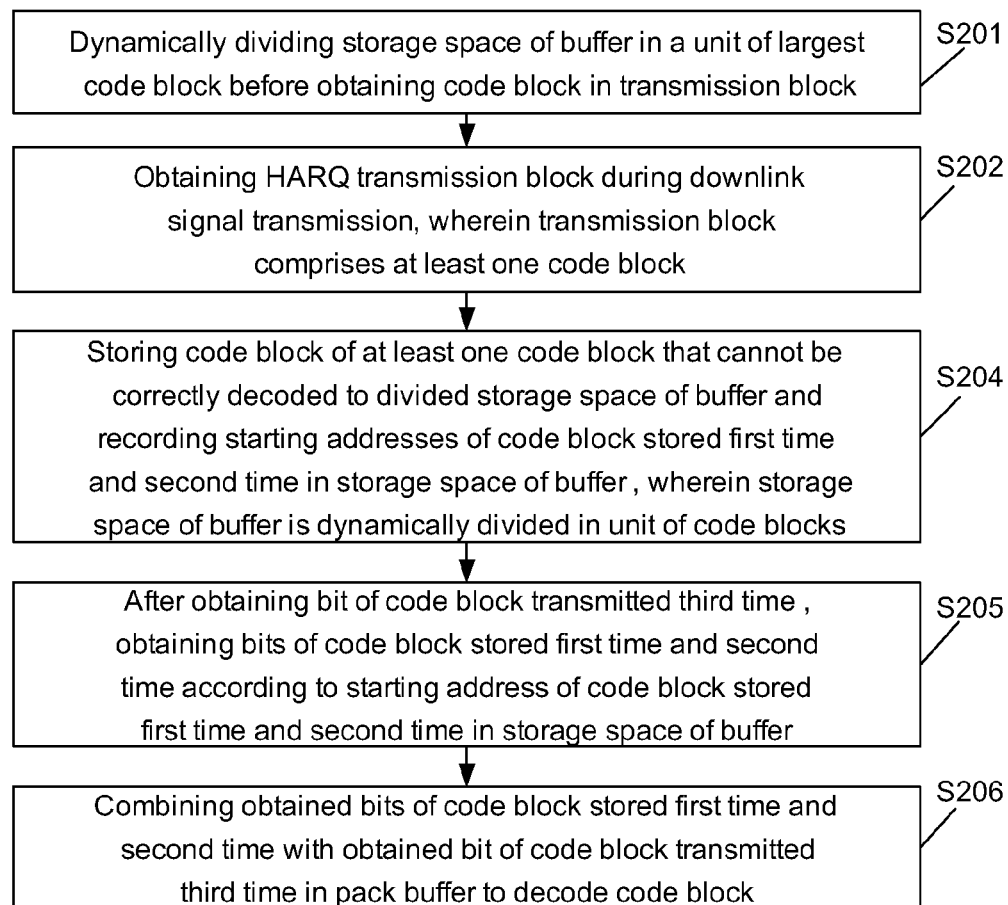 Dynamically dividing storage space of buffer in a unit of largest
code block before obtaining code block in transmission block
S201
Obtaining HARQ transmission block during downlink
signal transmission, wherein transmission block
comprises at least one code block
S202
Storing code block of at least one code block that cannot be
correctly decoded to divided storage space of buffer and
recording starting addresses of code block stored first time
and second time in storage space of buffer , wherein storage
space of buffer is dynamically divided in unit of code blocks
S204
After obtaining bit of code block transmitted third time ,
obtaining bits of code block stored first time and second
time according to starting address of code block stored
first time and second time in storage space of buffer
S205
Combining obtained bits of code block stored first time and
second time with obtained bit of code block transmitted
third time in pack buffer to decode code block
S206